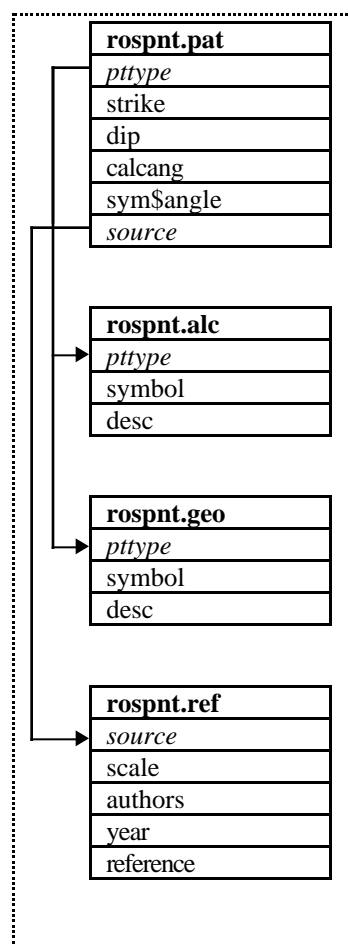 rospnt.pat
pttype
strike
dip
calcang
sym$angle
source
rospnt.alc
pttype
symbol
desc
rospnt.geo
pttype
symbol
desc
rospnt.ref
source
scale
authors
year
reference